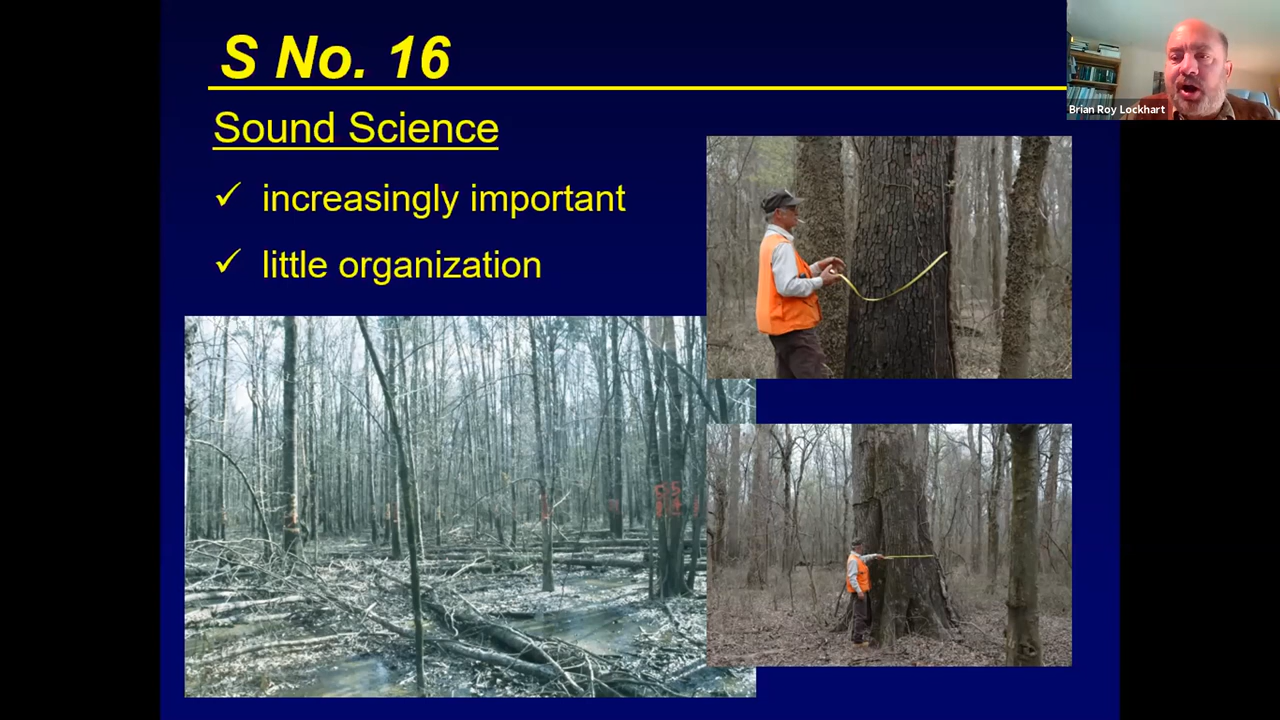 S No. 16
Brian Roy Lockhart
Sound Science
✓ increasingly important
✓ little organization